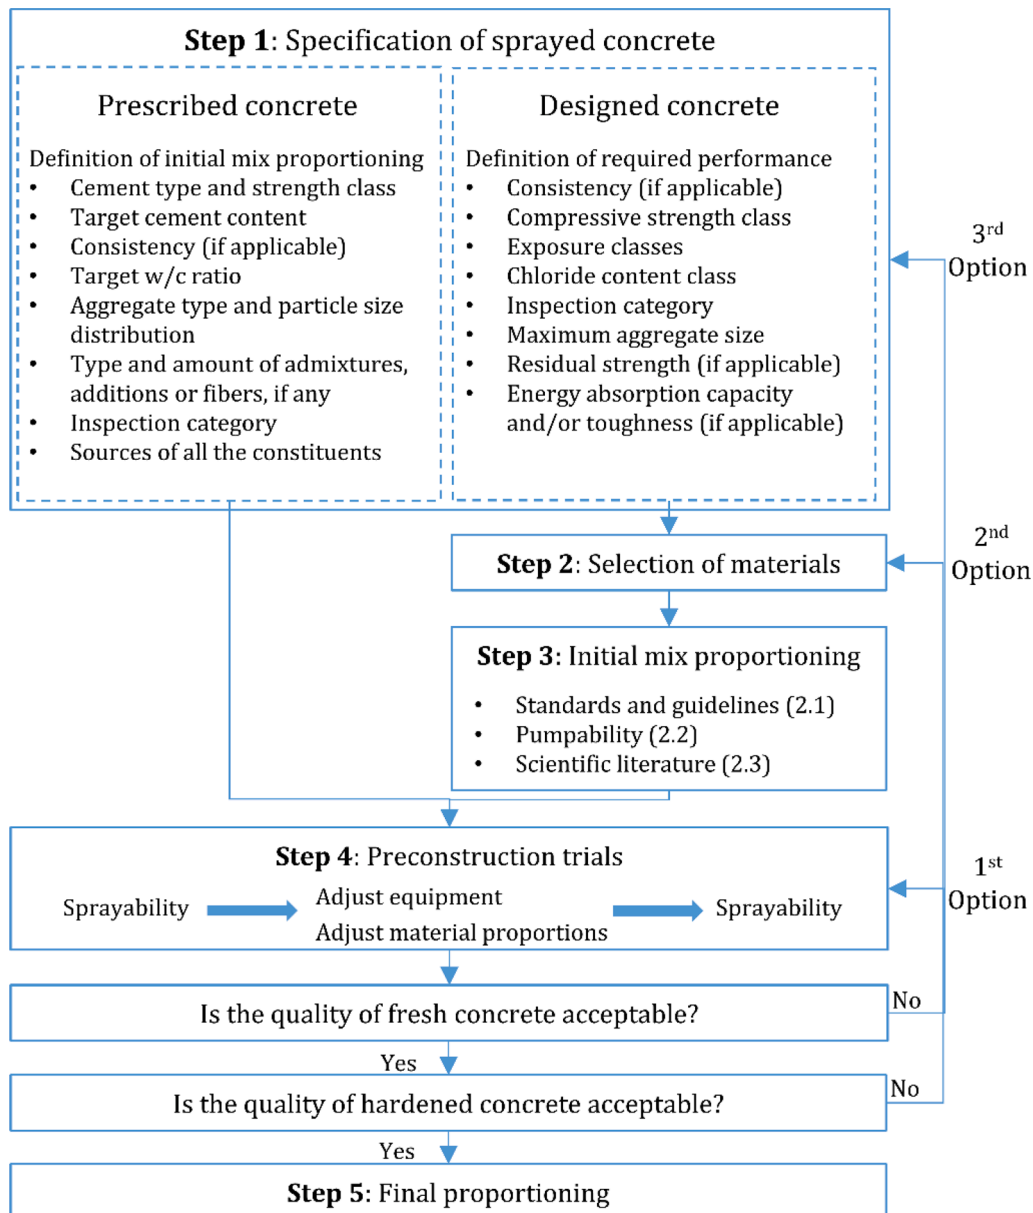 Step 1: Specification of sprayed concrete
Prescribed concrete
Definition of initial mix proportioning
• Cement type and strength class
• Target cement content
• Consistency (if applicable)
• Target w/c ratio
• Aggregate type and particle size
distribution
• Type and amount of admixtures,
additions or fibers, if any
• Inspection category
• Sources of all the constituents
Designed concrete
Definition of required performance
• Consistency (if applicable)
• Compressive strength class
• Exposure classes
• Chloride content class
• Inspection category
• Maximum aggregate size
• Residual strength (if applicable)
• Energy absorption capacity
and/or toughness (if applicable)
3rd
Option
Step 2: Selection of materials
2nd
Option
Step 3: Initial mix proportioning
• Standards and guidelines (2.1)
• Pumpability (2.2)
• Scientific literature (2.3)
Step 4: Preconstruction trials
Sprayability
Adjust equipment
Adjust material proportions
Sprayability
1st
Option
Is the quality of fresh concrete acceptable?
No
Yes
Is the quality of hardened concrete acceptable?
No
Yes
Step 5: Final proportioning